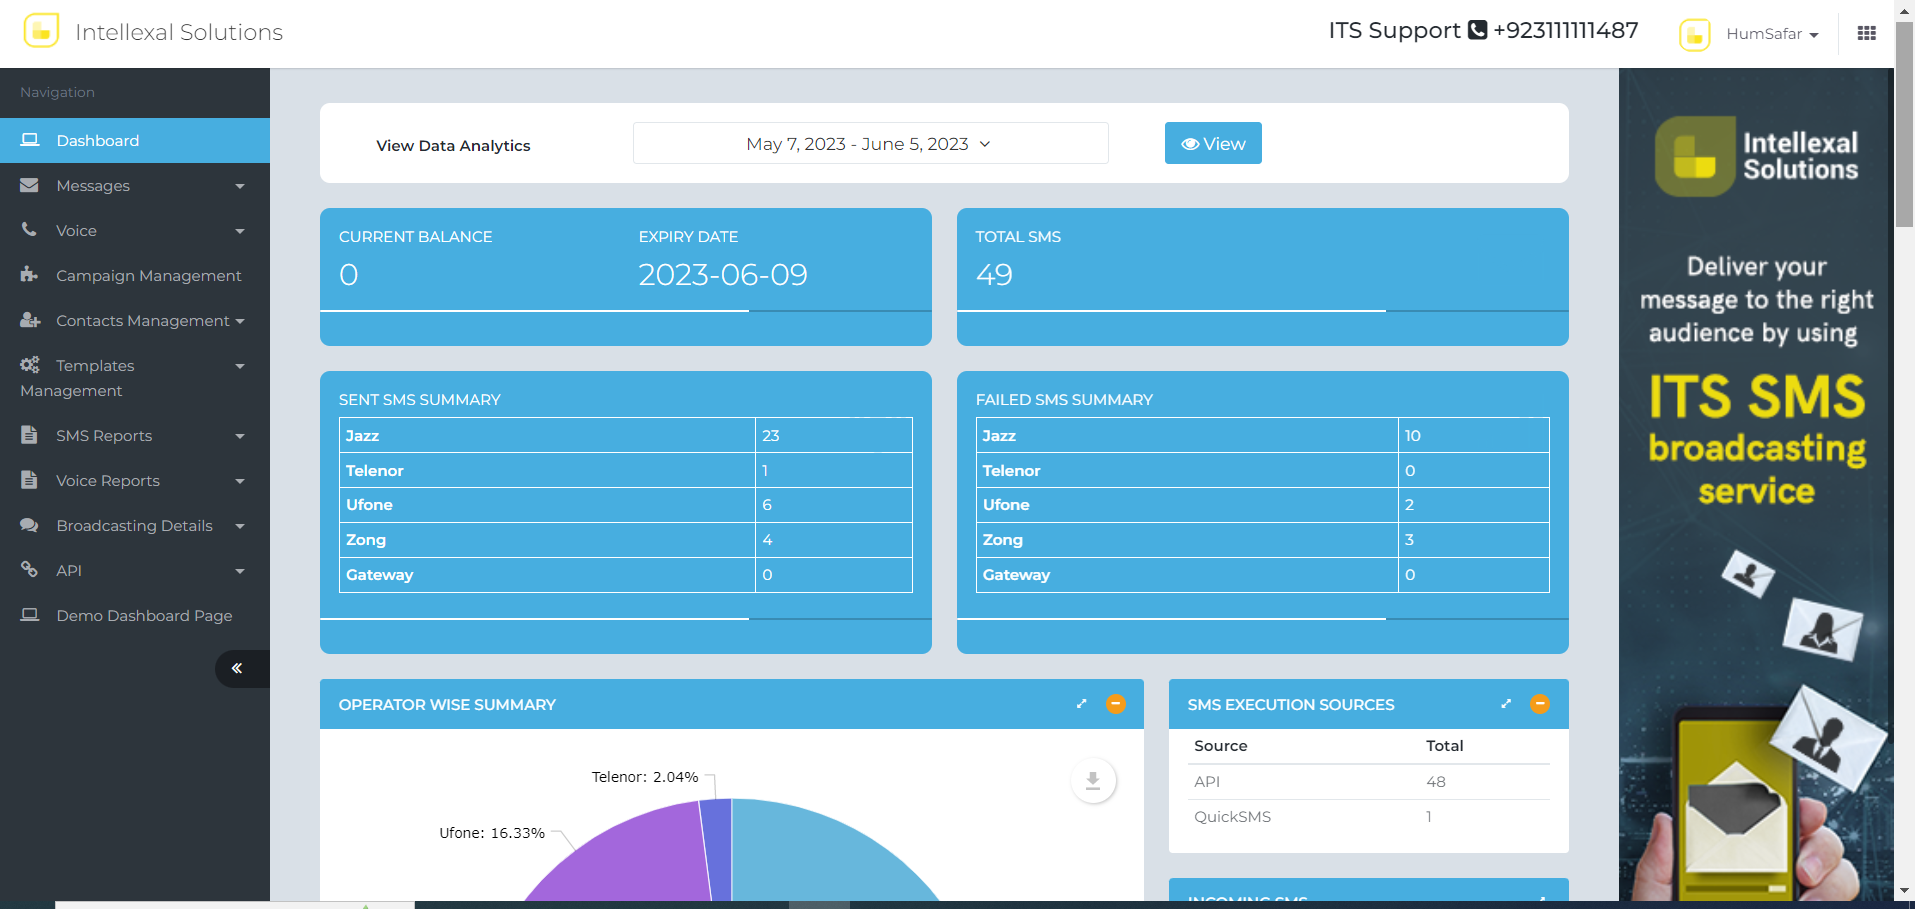 Intellexal Solutions
ITS Support +923111111487
HumSafar
Navigation
Dashboard
Messages
Voice
Campaign Management
Contacts Management
Templates
Management
SMS Reports
Voice Reports
Broadcasting Details
API
Demo Dashboard Page
View Data Analytics
May 7, 2023 - June 5, 2023
View
CURRENT BALANCE
0
EXPIRY DATE
2023-06-09
TOTAL SMS
49
SENT SMS SUMMARY
Jazz 23
Telenor 1
Ufone 6
Zong 4
Gateway 0
FAILED SMS SUMMARY
Jazz 10
Telenor 0
Ufone 2
Zong 3
Gateway 0
OPERATOR WISE SUMMARY
Telenor: 2.04%
Ufone: 16.33%
SMS EXECUTION SOURCES
Source Total
API 48
QuickSMS 1
INCOMING SMS
Intellexal
Solutions
Deliver your
message to the right
audience by using
ITS SMS
broadcasting
service